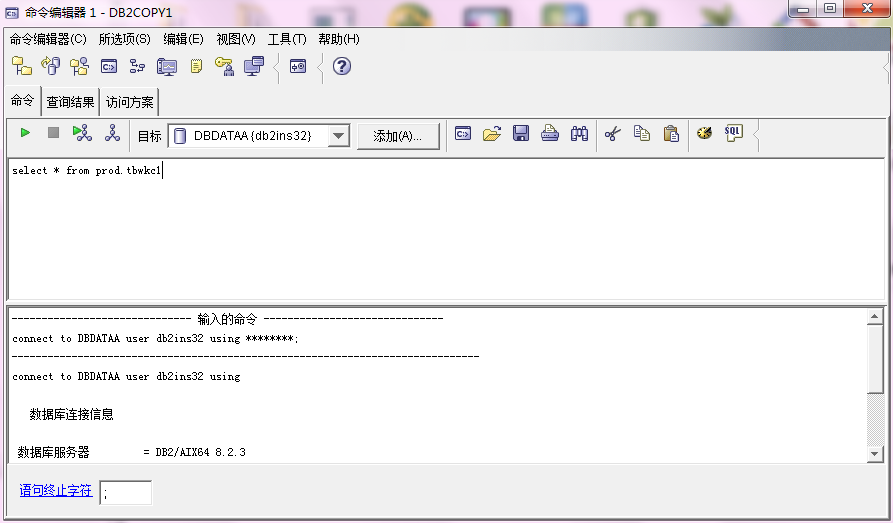 命令编辑器 1 - DB2COPY1
命令编辑器(C) 所选项(S) 编辑(E) 视图(V) 工具(T) 帮助(H)
命令 查询结果 访问方案
目标 DBDATAA {db2ins32} 添加(A)... SQL
select * from prod.tbwkc1
------------------------------ 输入的命令 ------------------------------
connect to DBDATAA user db2ins32 using ********;
------------------------------------------------------------------------------
connect to DBDATAA user db2ins32 using
数据库连接信息
数据库服务器 = DB2/AIX64 8.2.3
语句终止字符 ;